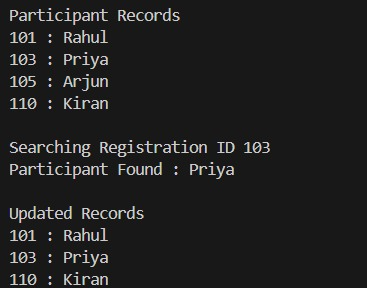 Participant Records
101 : Rahul
103 : Priya
105 : Arjun
110 : Kiran

Searching Registration ID 103
Participant Found : Priya

Updated Records
101 : Rahul
103 : Priya
110 : Kiran